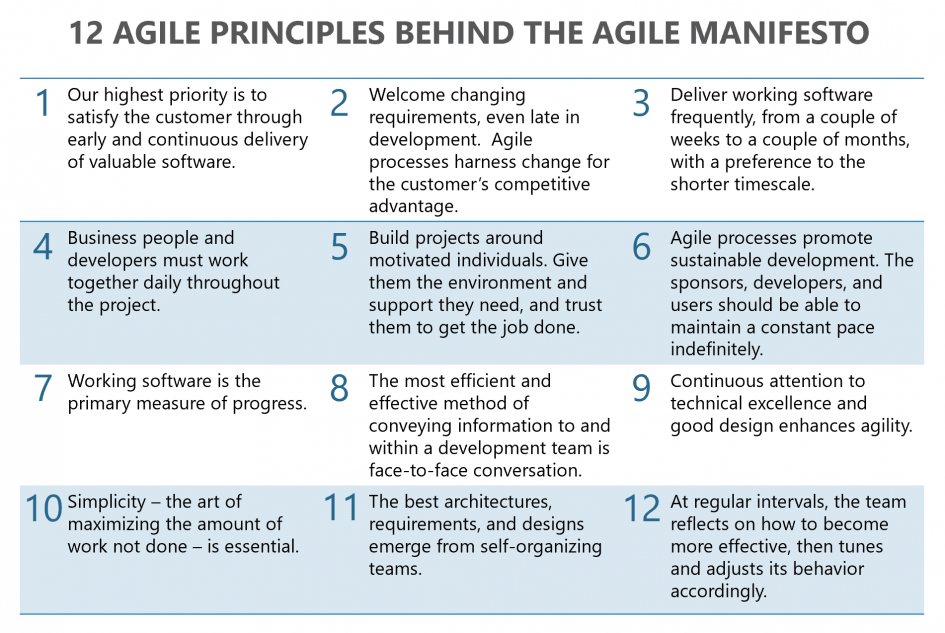 12 AGILE PRINCIPLES BEHIND THE AGILE MANIFESTO
1
Our highest priority is to
satisfy the customer through
early and continuous delivery
of valuable software.
2
Welcome changing
requirements, even late in
development.  Agile
processes harness change for
the customer's competitive
advantage.
3
Deliver working software
frequently, from a couple of
weeks to a couple of months,
with a preference to the
shorter timescale.
4
Business people and
developers must work
together daily throughout
the project.
5
Build projects around
motivated individuals. Give
them the environment and
support they need, and trust
them to get the job done.
6
Agile processes promote
sustainable development. The
sponsors, developers, and
users should be able to
maintain a constant pace
indefinitely.
7
Working software is the
primary measure of progress.
8
The most efficient and
effective method of
conveying information to and
within a development team is
face-to-face conversation.
9
Continuous attention to
technical excellence and
good design enhances agility.
10
Simplicity – the art of
maximizing the amount of
work not done – is essential.
11
The best architectures,
requirements, and designs
emerge from self-organizing
teams.
12
At regular intervals, the team
reflects on how to become
more effective, then tunes
and adjusts its behavior
accordingly.